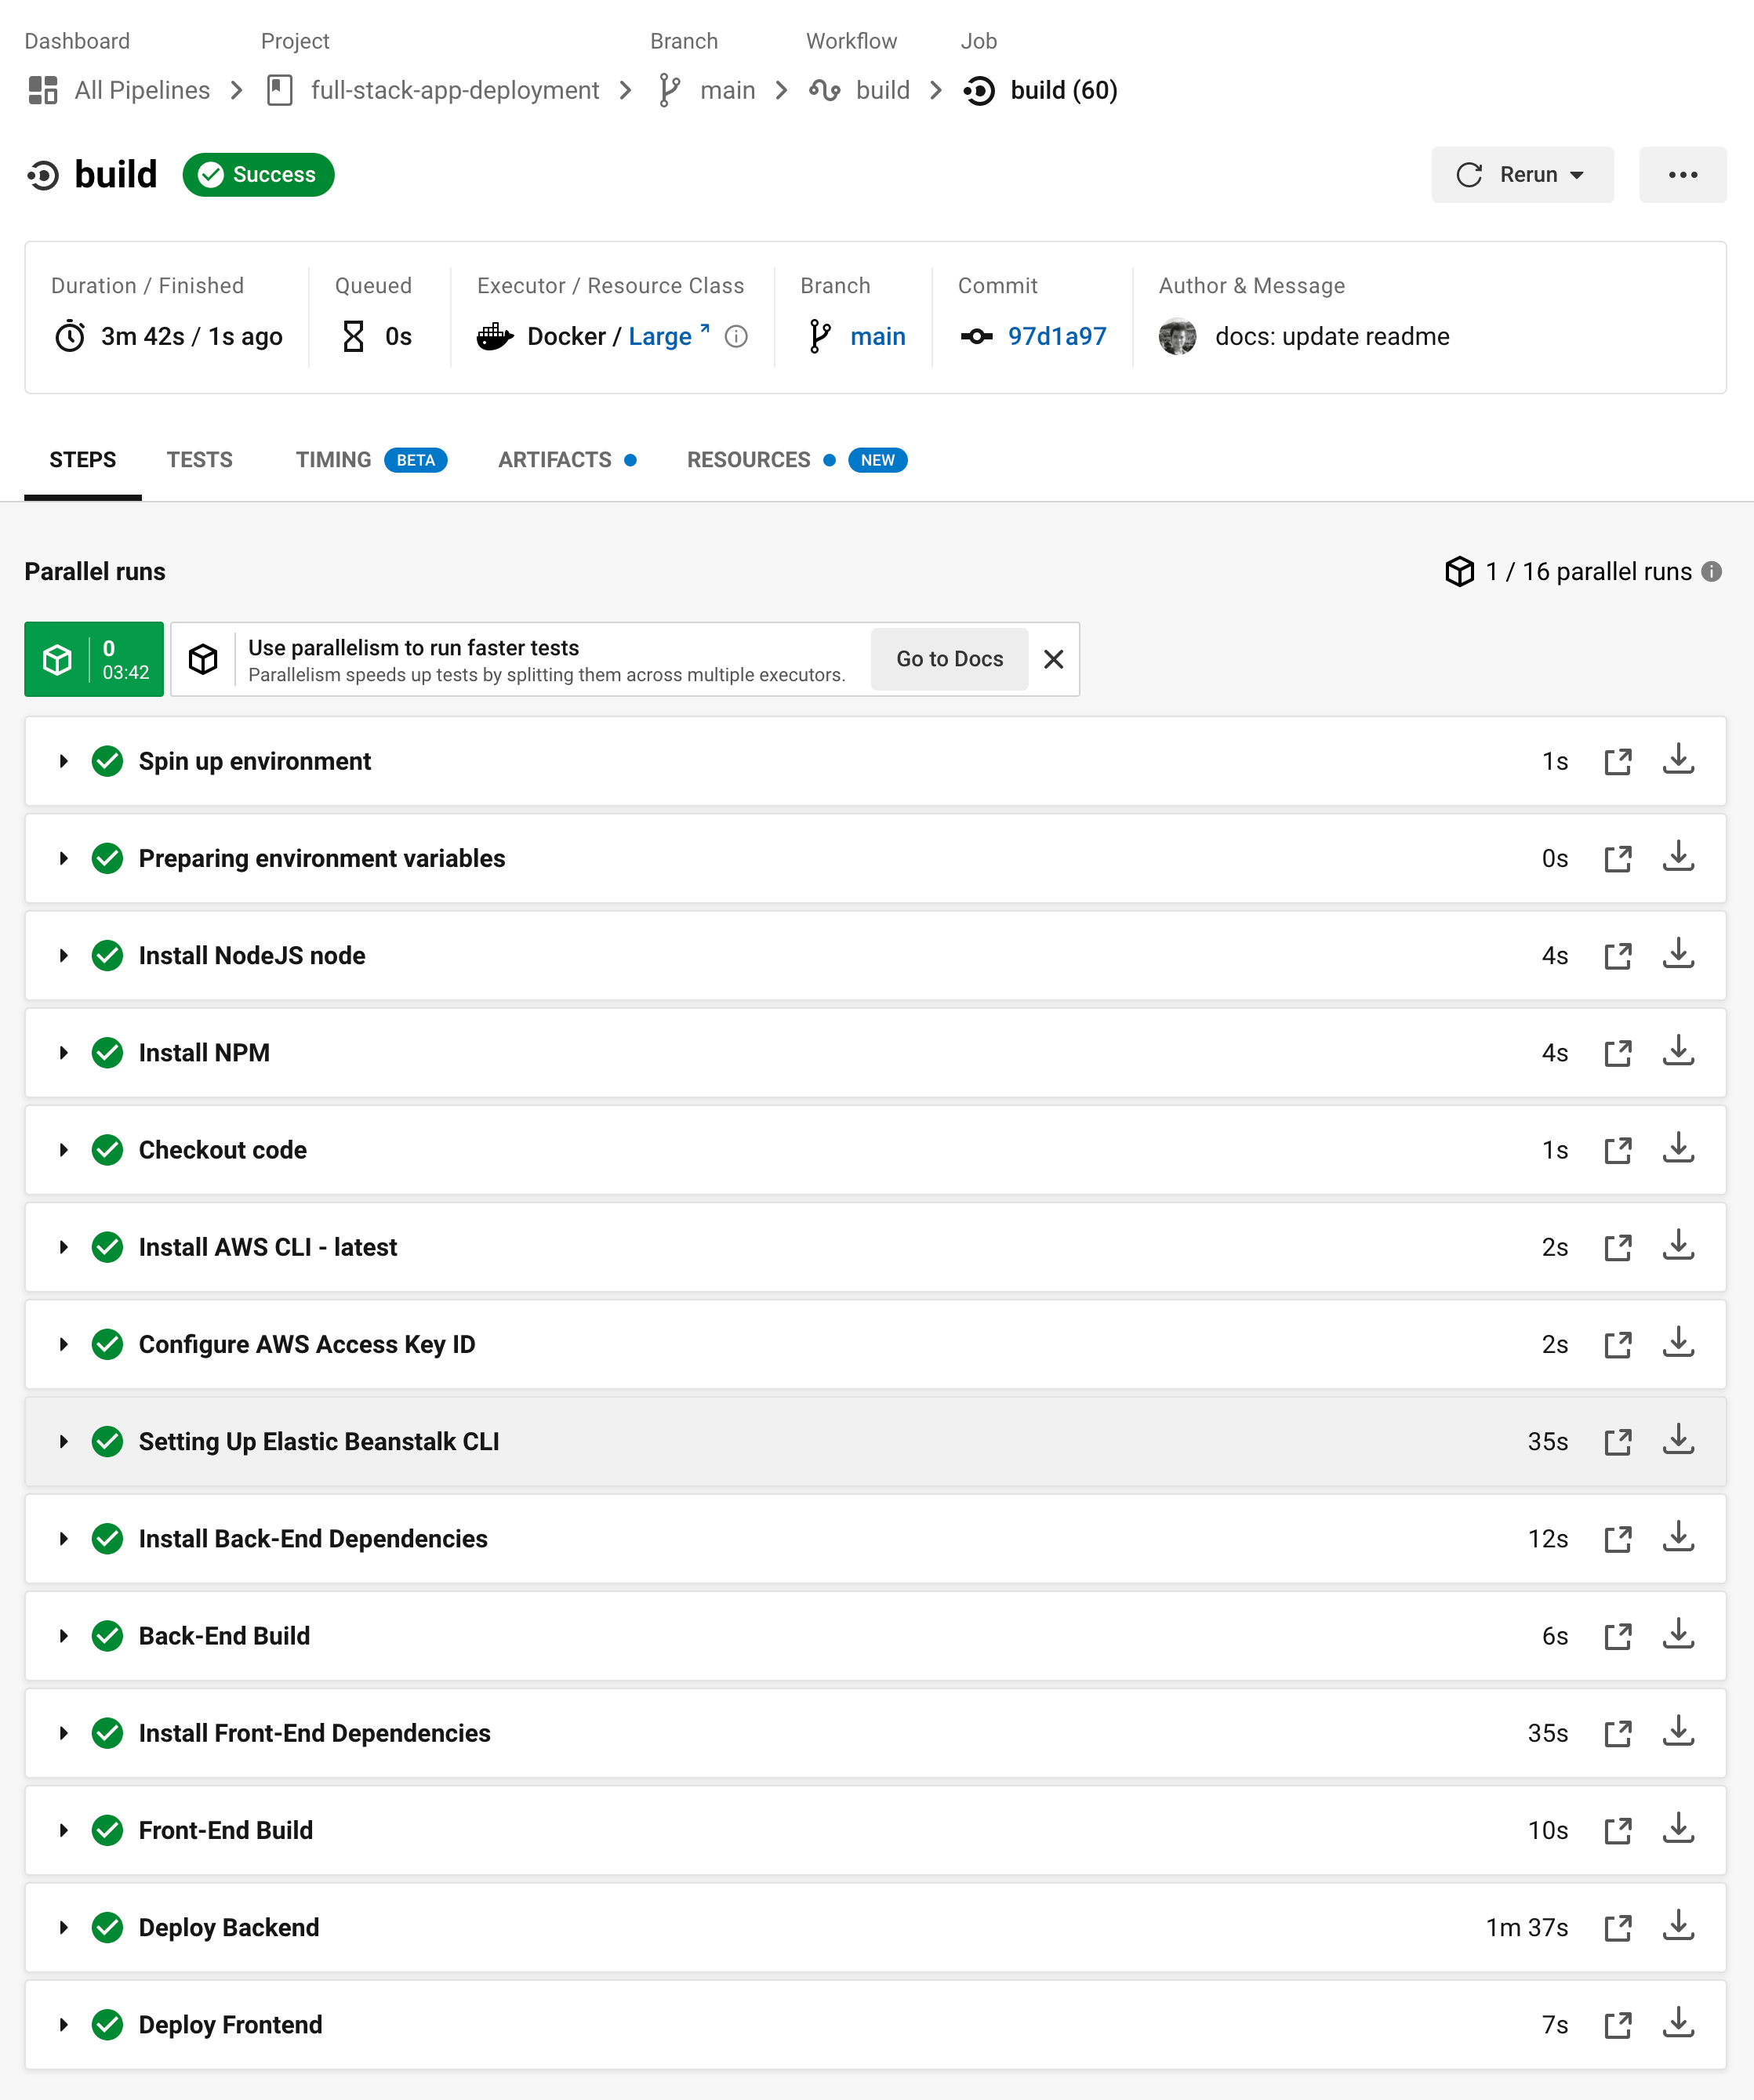 Dashboard Project Branch Workflow Job
All Pipelines full-stack-app-deployment main build build (60)
build Success Rerun
Duration / Finished Queued Executor / Resource Class Branch Commit Author & Message
3m 42s / 1s ago 0s Docker / Large main 97d1a97 docs: update readme
STEPS TESTS TIMING BETA ARTIFACTS RESOURCES NEW
Parallel runs 1 / 16 parallel runs
0
03:42
Use parallelism to run faster tests
Parallelism speeds up tests by splitting them across multiple executors.
Go to Docs
Spin up environment 1s
Preparing environment variables 0s
Install NodeJS node 4s
Install NPM 4s
Checkout code 1s
Install AWS CLI - latest 2s
Configure AWS Access Key ID 2s
Setting Up Elastic Beanstalk CLI 35s
Install Back-End Dependencies 12s
Back-End Build 6s
Install Front-End Dependencies 35s
Front-End Build 10s
Deploy Backend 1m 37s
Deploy Frontend 7s